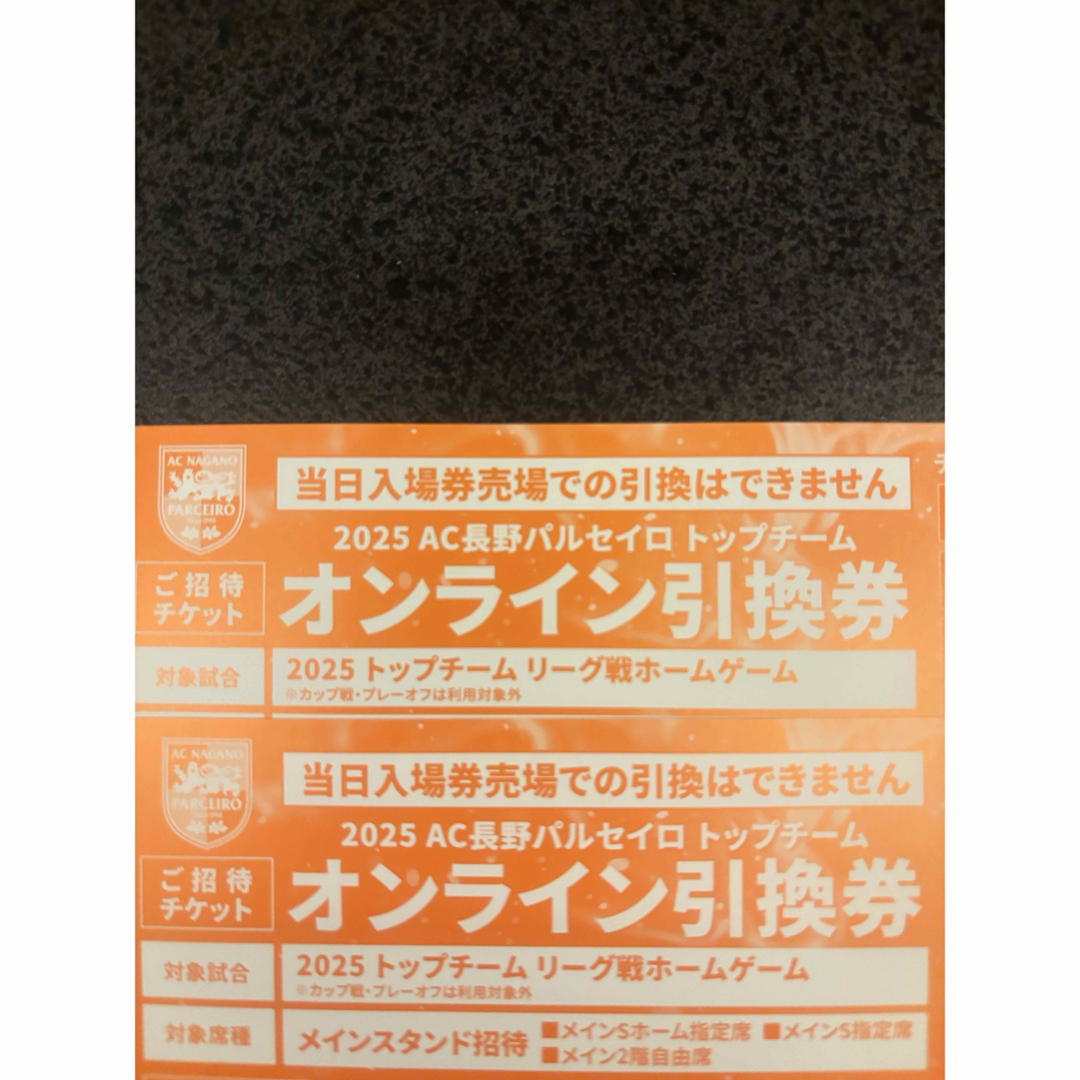 AC NAGANO
PARCEIRO
当日入場券売場での引換はできません
2025 AC長野パルセイロ トップチーム
ご招待
チケット
オンライン引換券
対象試合
2025 トップチーム リーグ戦ホームゲーム
※カップ戦・プレーオフは利用対象外
AC NAGANO
PARCEIRO
当日入場券売場での引換はできません
2025 AC長野パルセイロ トップチーム
ご招待
チケット
オンライン引換券
対象試合
2025 トップチーム リーグ戦ホームゲーム
※カップ戦・プレーオフは利用対象外
対象席種
メインスタンド招待
■メインSホーム指定席 ■メインS指定席
■メイン2階自由席